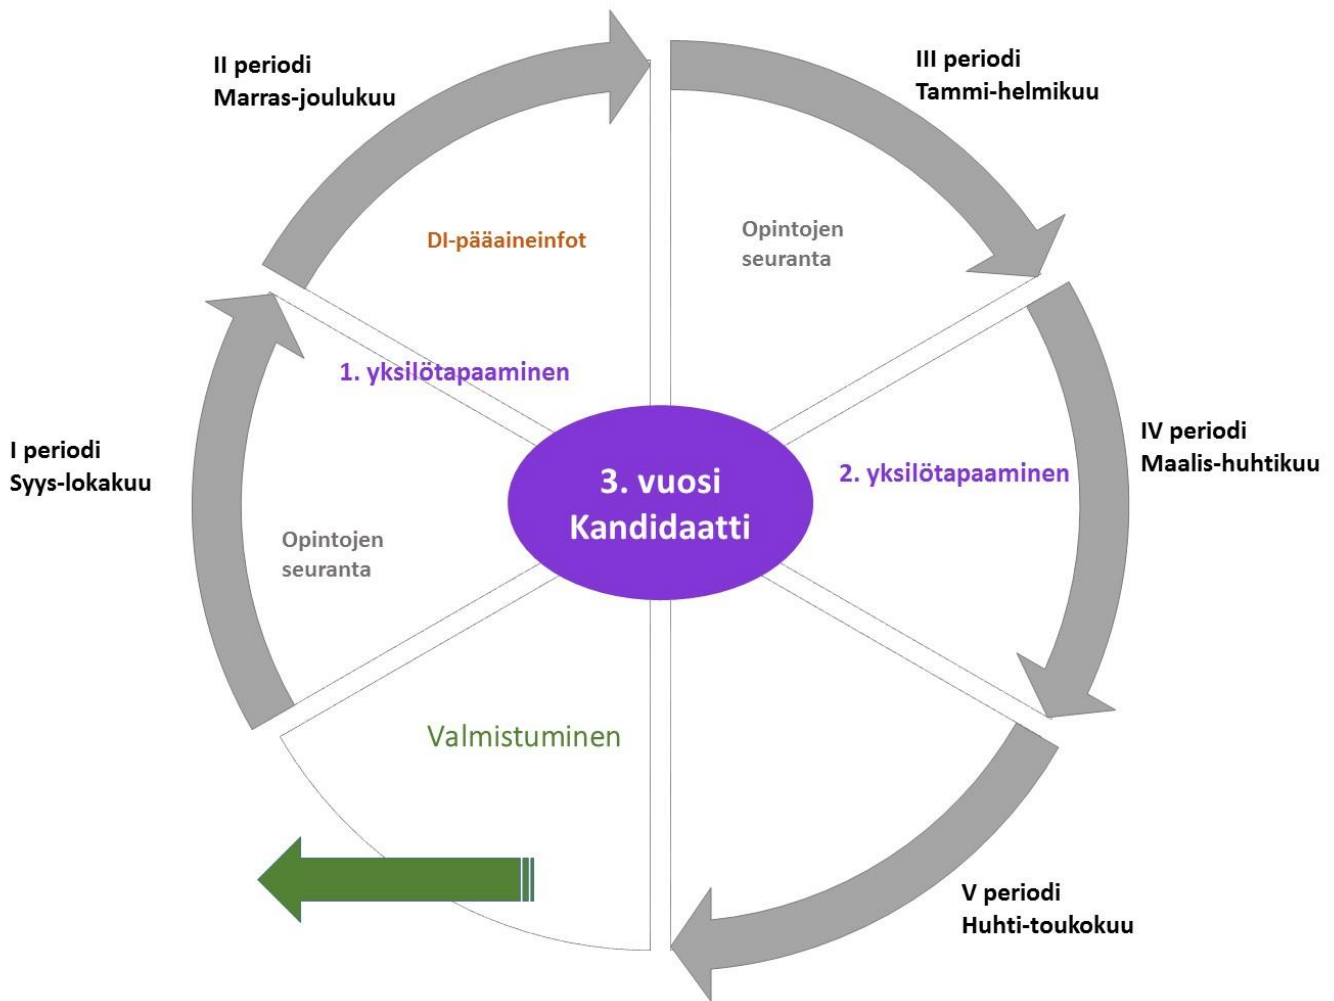 II periodi
Marras-joulukuu
III periodi
Tammi-helmikuu
DI-pääaineinfot
Opintojen
seuranta
1. yksilötapaaminen
I periodi
Syys-lokakuu
IV periodi
Maalis-huhtikuu
2. yksilötapaaminen
3. vuosi
Kandidaatti
Opintojen
seuranta
Valmistuminen
V periodi
Huhti-toukokuu